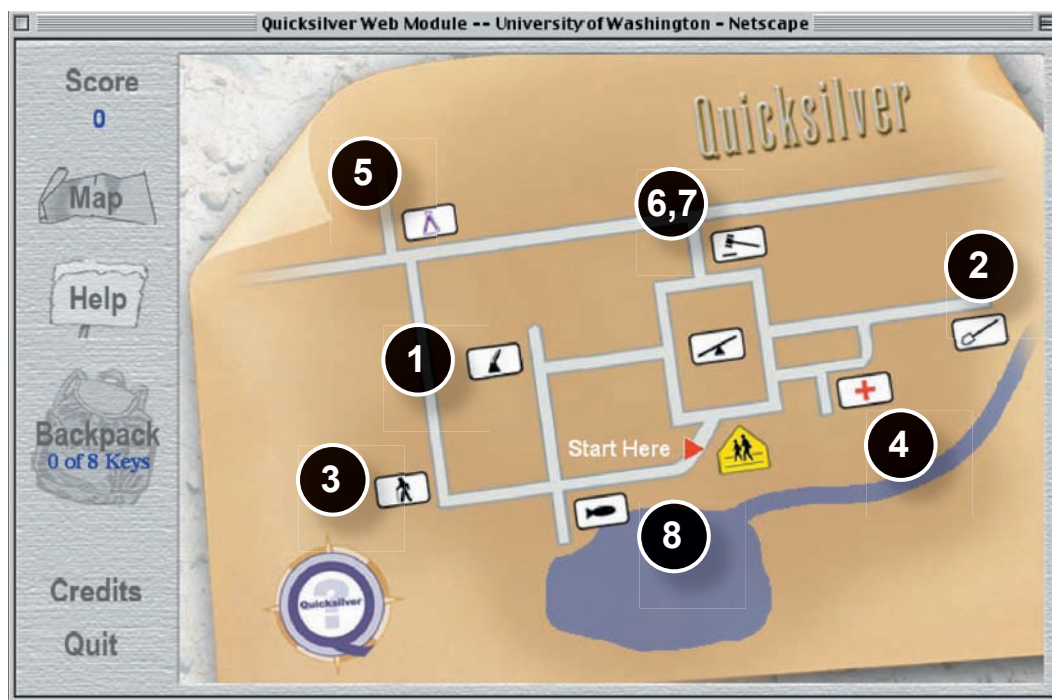 Quicksilver Web Module -- University of Washington - Netscape
Score
0
Map
Help
Backpack
0 of 8 Keys
Credits
Quit
Quicksilver
5
6,7
2
1
Start Here
3
4
8
?
Quicksilver
Q